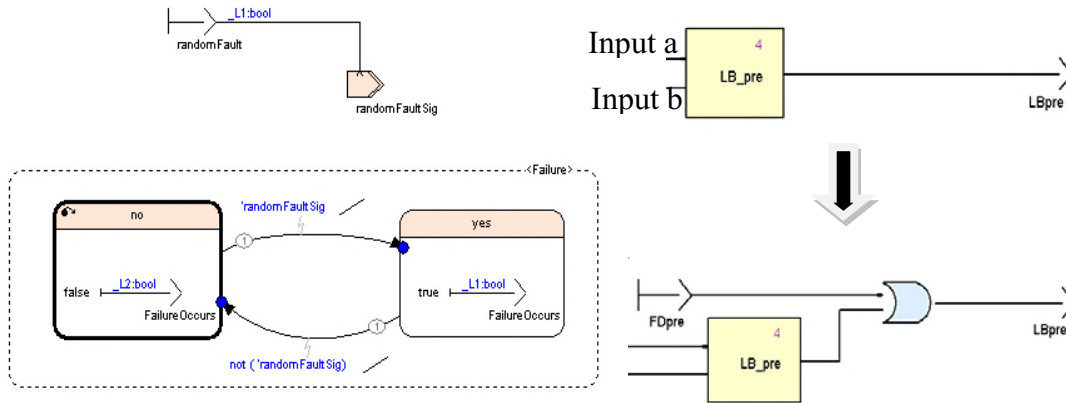 _L1:bool
randomFault
randomFaultSig
<Failure>
no
'randomFaultSig
yes
1
false
_L2:bool
FailureOccurs
true
_L1:bool
FailureOccurs
1
not ( 'randomFaultSig)
Input a
4
LB_pre
Input b
LBpre
FDpre
LBpre
4
LB_pre